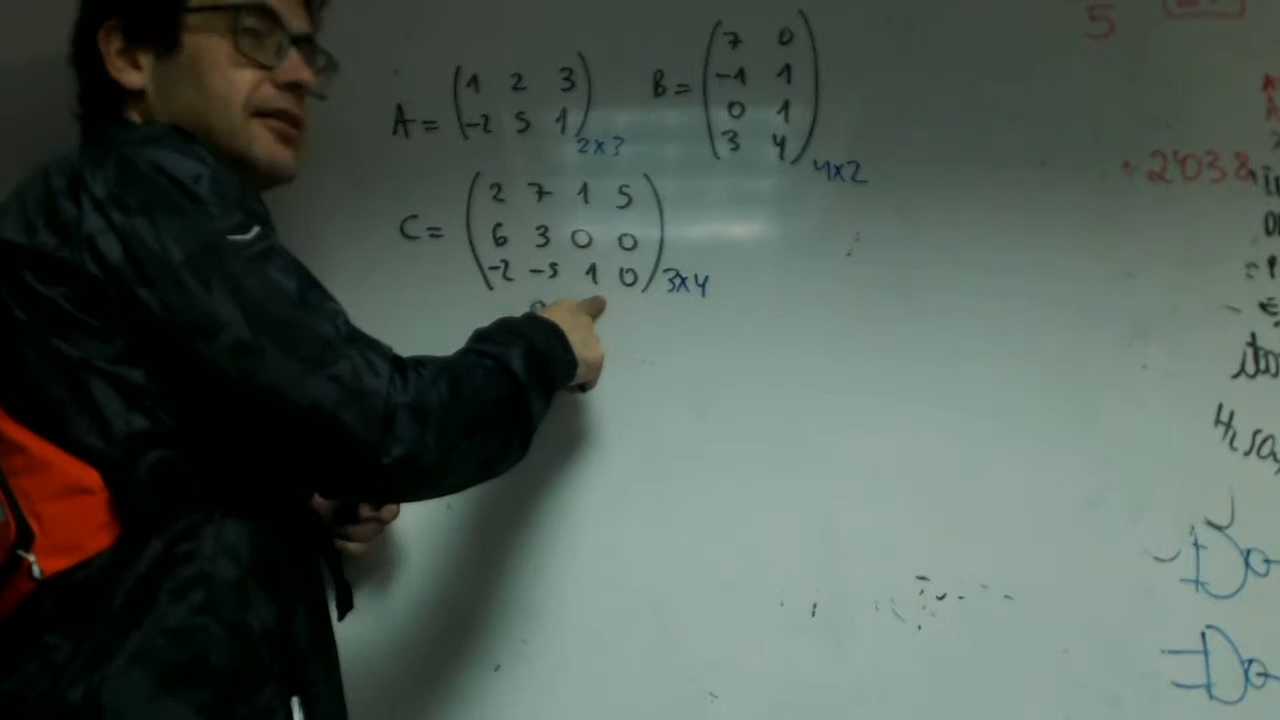 A = (1 2 3
-2 5 1) 2x3
B = (7 0
-1 1
0 1
3 4) 4x2
C = (2 7 1 5
6 3 0 0
-2 -5 1 0) 3x4
5
2'038